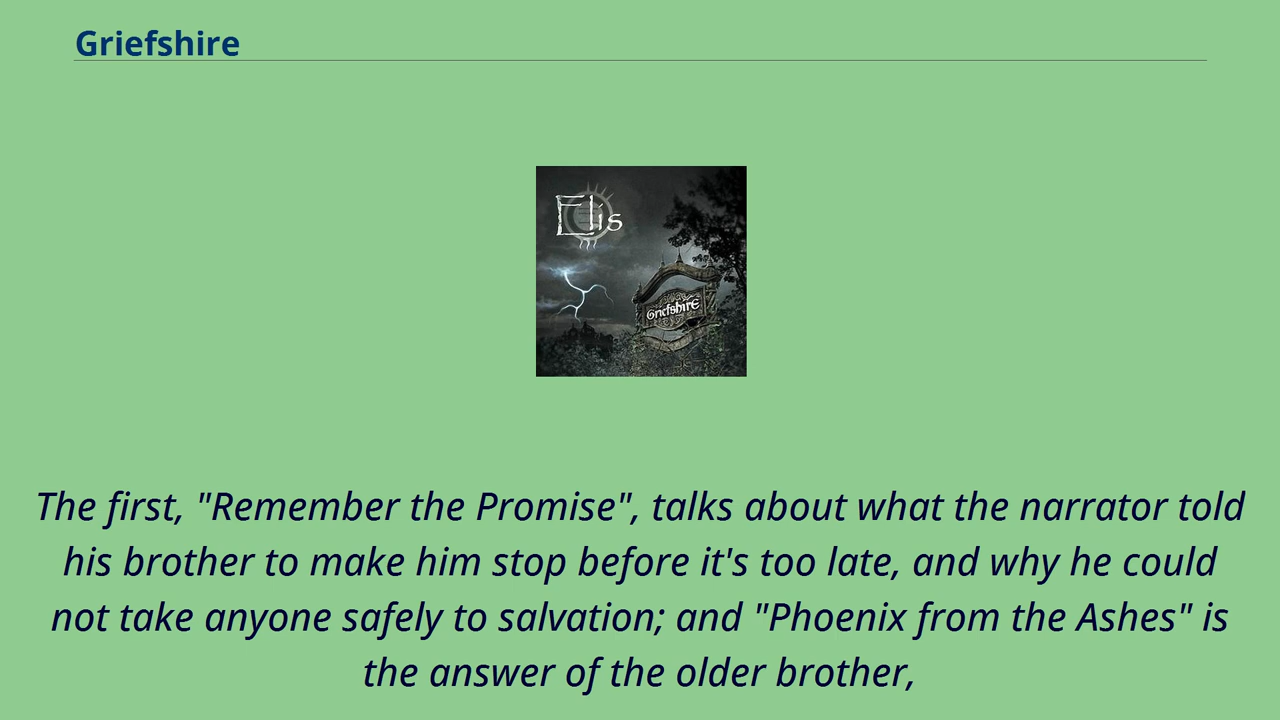 Griefshire
Elis
Griefshire
The first, "Remember the Promise", talks about what the narrator told
his brother to make him stop before it's too late, and why he could
not take anyone safely to salvation; and "Phoenix from the Ashes" is
the answer of the older brother,